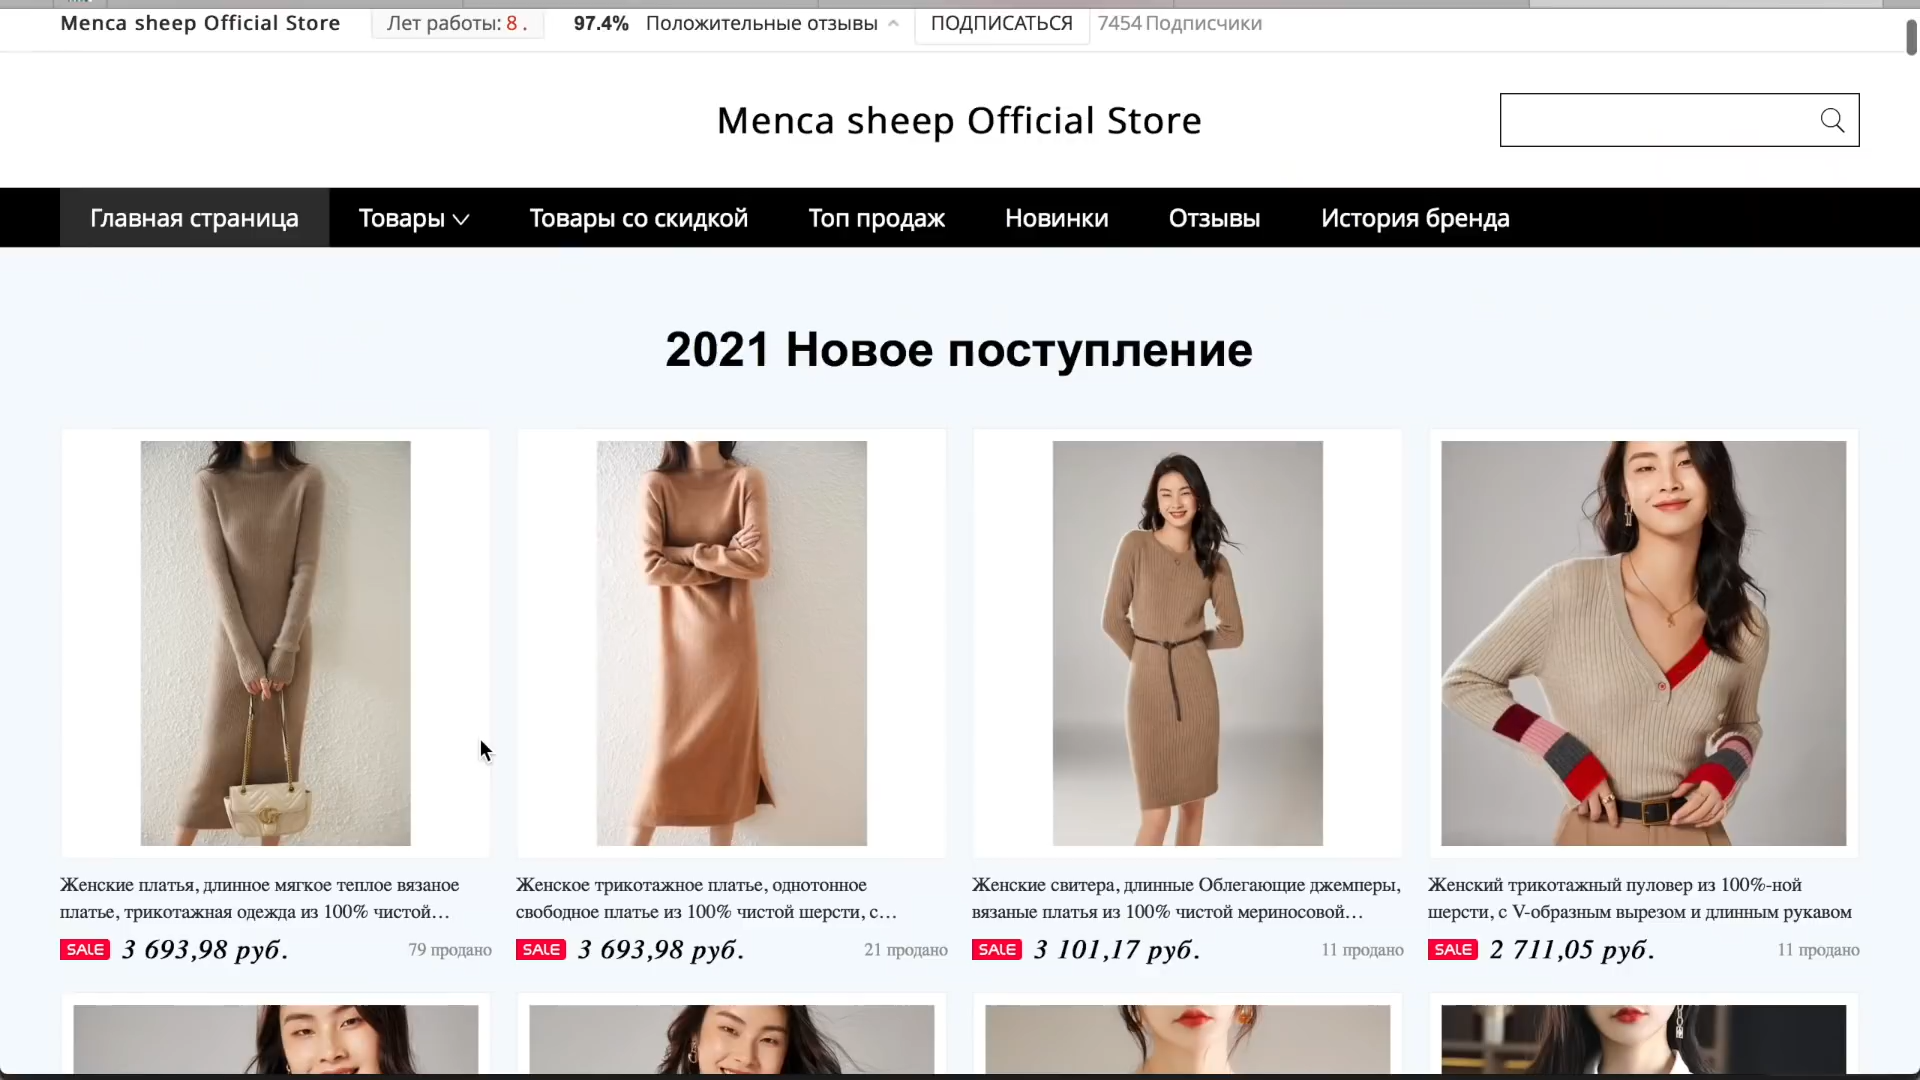 Menca sheep Official Store Лет работы: 8 . 97.4% Положительные отзывы ПОДПИСАТЬСЯ 7454 Подписчики
Menca sheep Official Store
Главная страница Товары Товары со скидкой Топ продаж Новинки Отзывы История бренда
2021 Новое поступление
Женские платья, длинное мягкое теплое вязаное
платье, трикотажная одежда из 100% чистой…
SALE 3 693,98 руб. 79 продано
Женское трикотажное платье, однотонное
свободное платье из 100% чистой шерсти, с…
SALE 3 693,98 руб. 21 продано
Женские свитера, длинные Облегающие джемперы,
вязаные платья из 100% чистой мериносовой…
SALE 3 101,17 руб. 11 продано
Женский трикотажный пуловер из 100%-ной
шерсти, с V-образным вырезом и длинным рукавом
SALE 2 711,05 руб. 11 продано